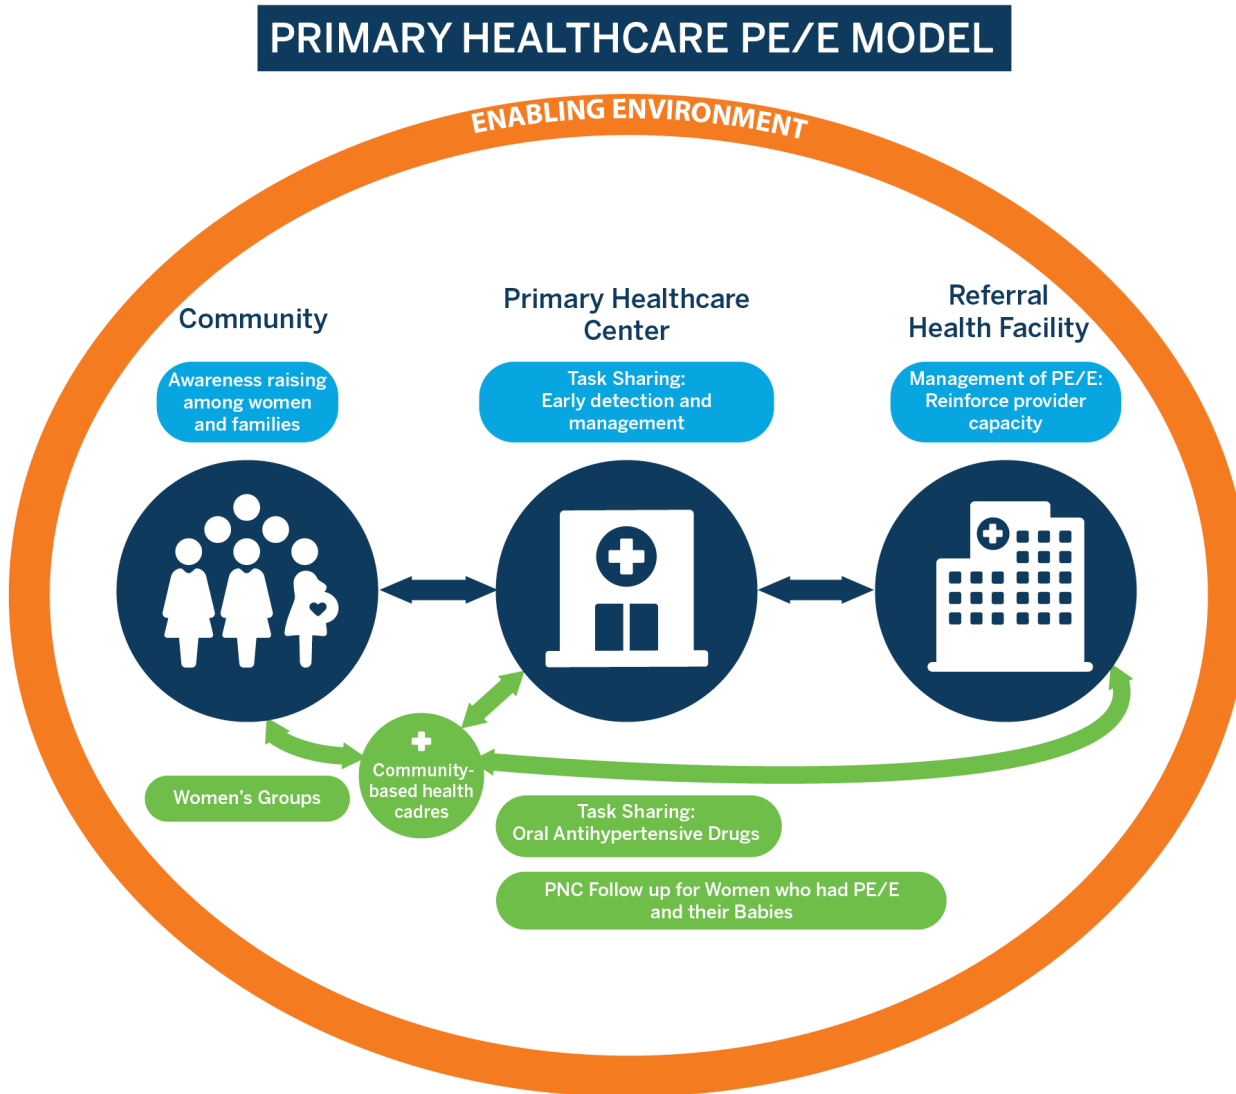 PRIMARY HEALTHCARE PE/E MODEL
ENABLING ENVIRONMENT
Community
Awareness raising
among women
and families
Primary Healthcare
Center
Task Sharing:
Early detection and
management
Referral
Health Facility
Management of PE/E:
Reinforce provider
capacity
Community-
based health
cadres
Women’s Groups
Task Sharing:
Oral Antihypertensive Drugs
PNC Follow up for Women who had PE/E
and their Babies